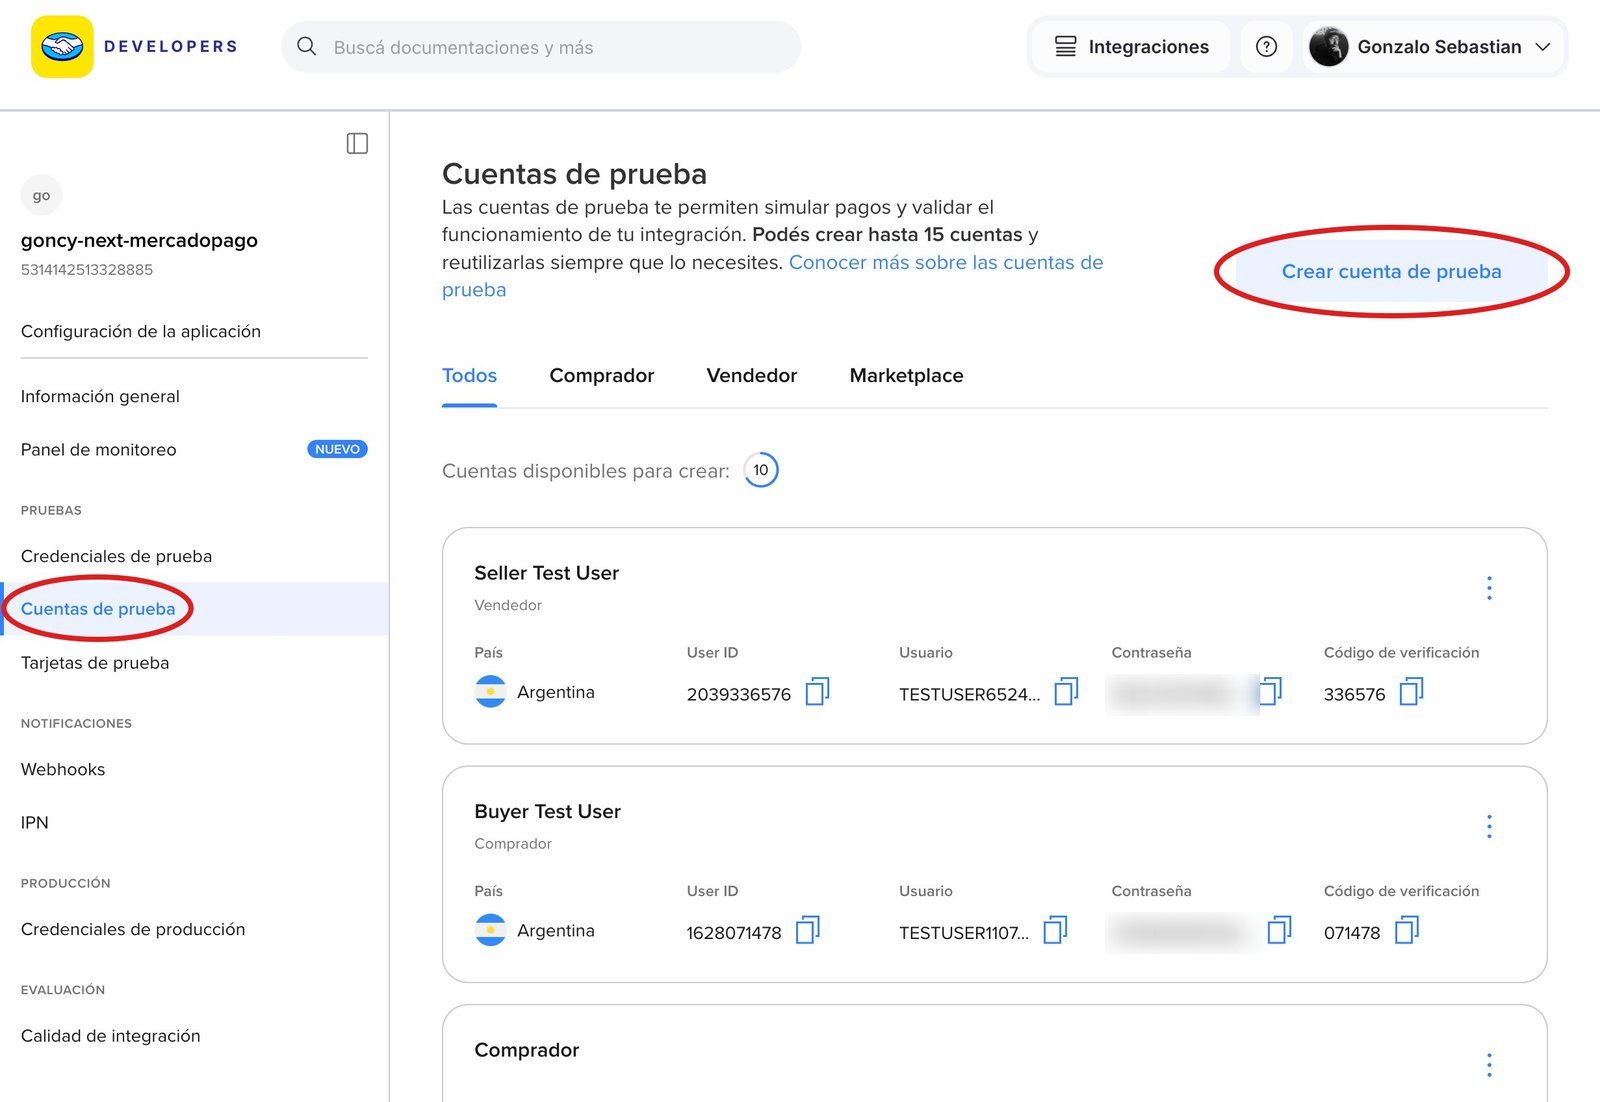 DEVELOPERS
Buscá documentaciones y más
Integraciones
Gonzalo Sebastian
go
goncy-next-mercadopago
5314142513328885
Configuración de la aplicación
Información general
Panel de monitoreo
NUEVO
PRUEBAS
Credenciales de prueba
Cuentas de prueba
Tarjetas de prueba
NOTIFICACIONES
Webhooks
IPN
PRODUCCIÓN
Credenciales de producción
EVALUACIÓN
Calidad de integración
Cuentas de prueba
Las cuentas de prueba te permiten simular pagos y validar el
funcionamiento de tu integración. Podés crear hasta 15 cuentas y
reutilizarlas siempre que lo necesites. Conocer más sobre las cuentas de
prueba
Crear cuenta de prueba
Todos Comprador Vendedor Marketplace
Cuentas disponibles para crear: 10
Seller Test User
Vendedor
País User ID Usuario Contraseña Código de verificación
Argentina 2039336576 TESTUSER6524... 336576
Buyer Test User
Comprador
País User ID Usuario Contraseña Código de verificación
Argentina 1628071478 TESTUSER1107... 071478
Comprador